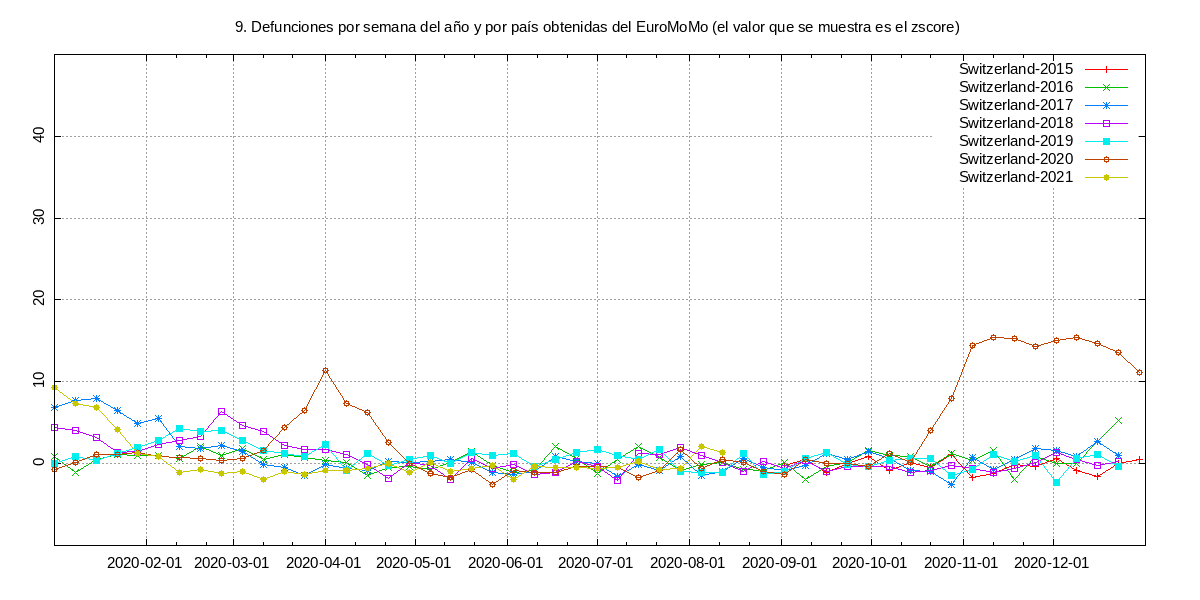 9. Defunciones por semana del año y por país obtenidas del EuroMoMo (el valor que se muestra es el zscore)
Switzerland-2015
Switzerland-2016
Switzerland-2017
Switzerland-2018
Switzerland-2019
Switzerland-2020
Switzerland-2021
40
30
20
10
0
2020-02-01 2020-03-01 2020-04-01 2020-05-01 2020-06-01 2020-07-01 2020-08-01 2020-09-01 2020-10-01 2020-11-01 2020-12-01